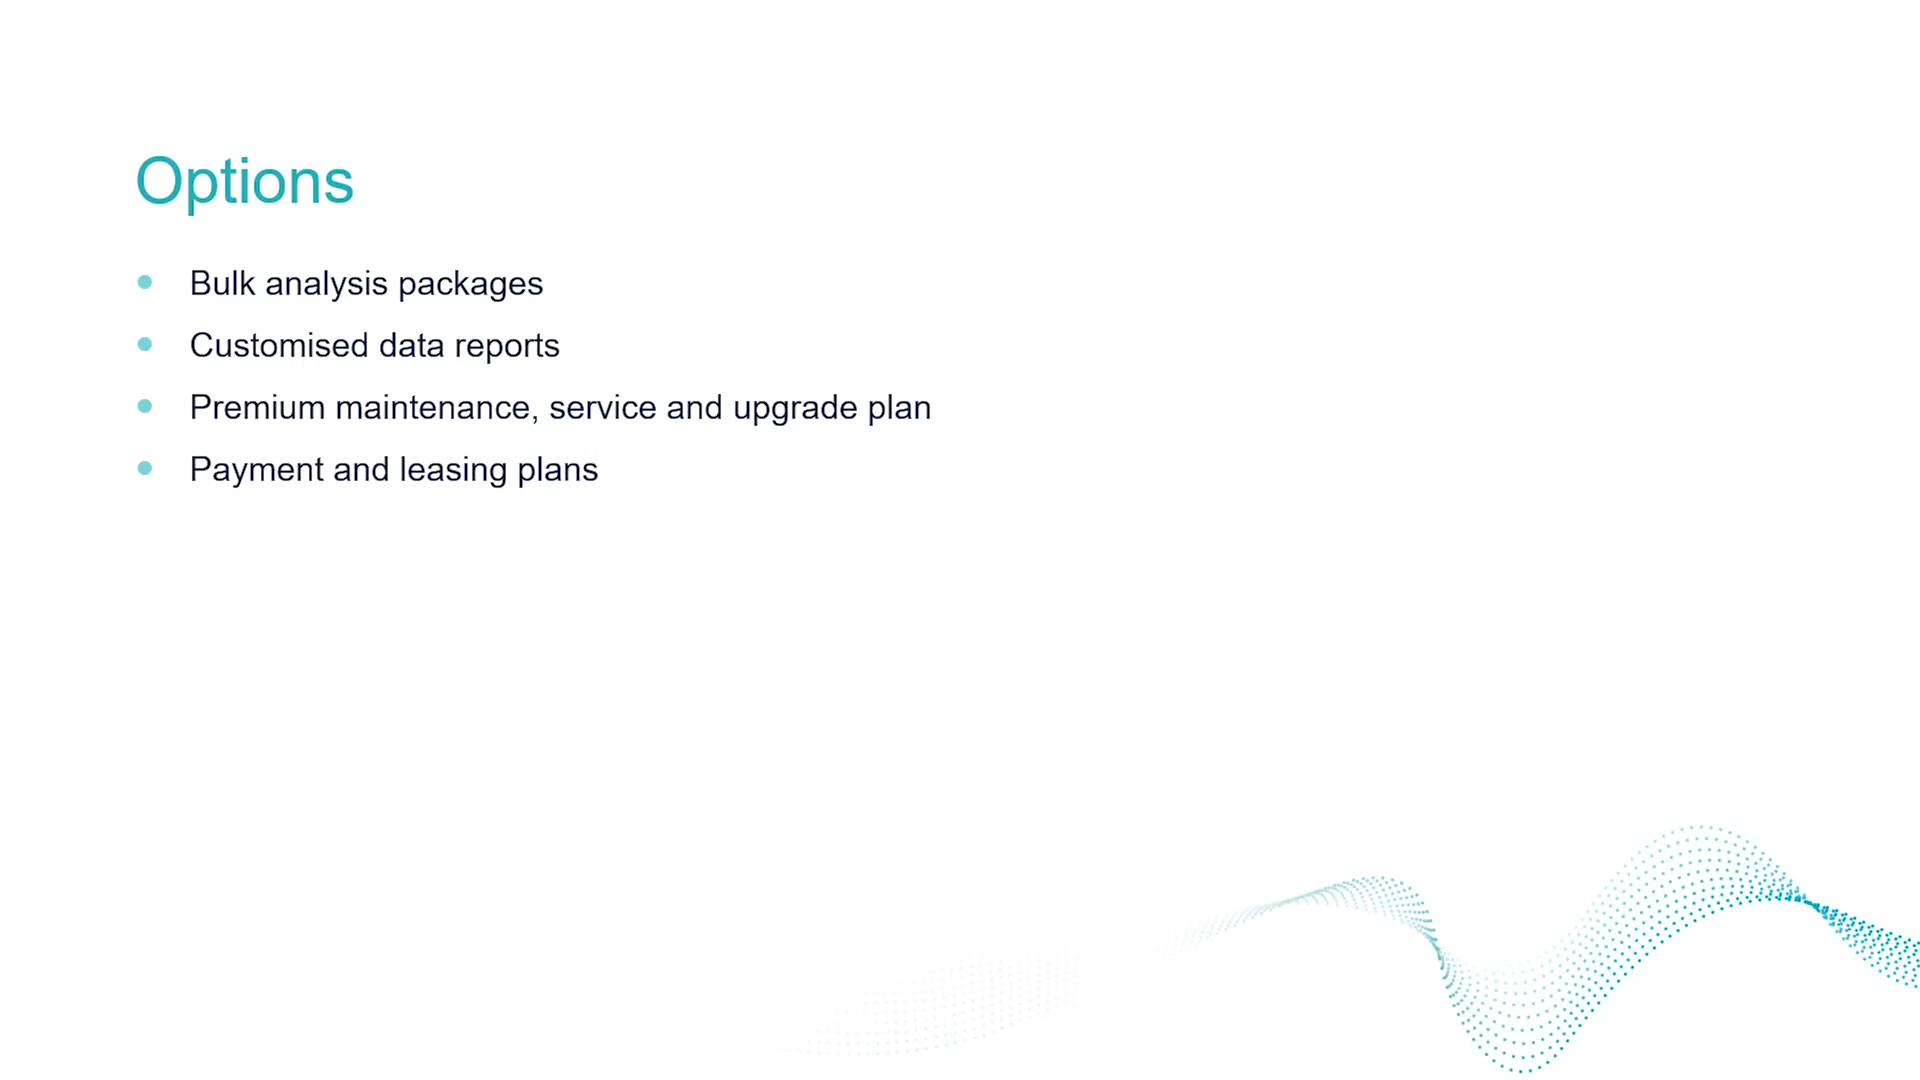 Options
Bulk analysis packages
Customised data reports
Premium maintenance, service and upgrade plan
Payment and leasing plans